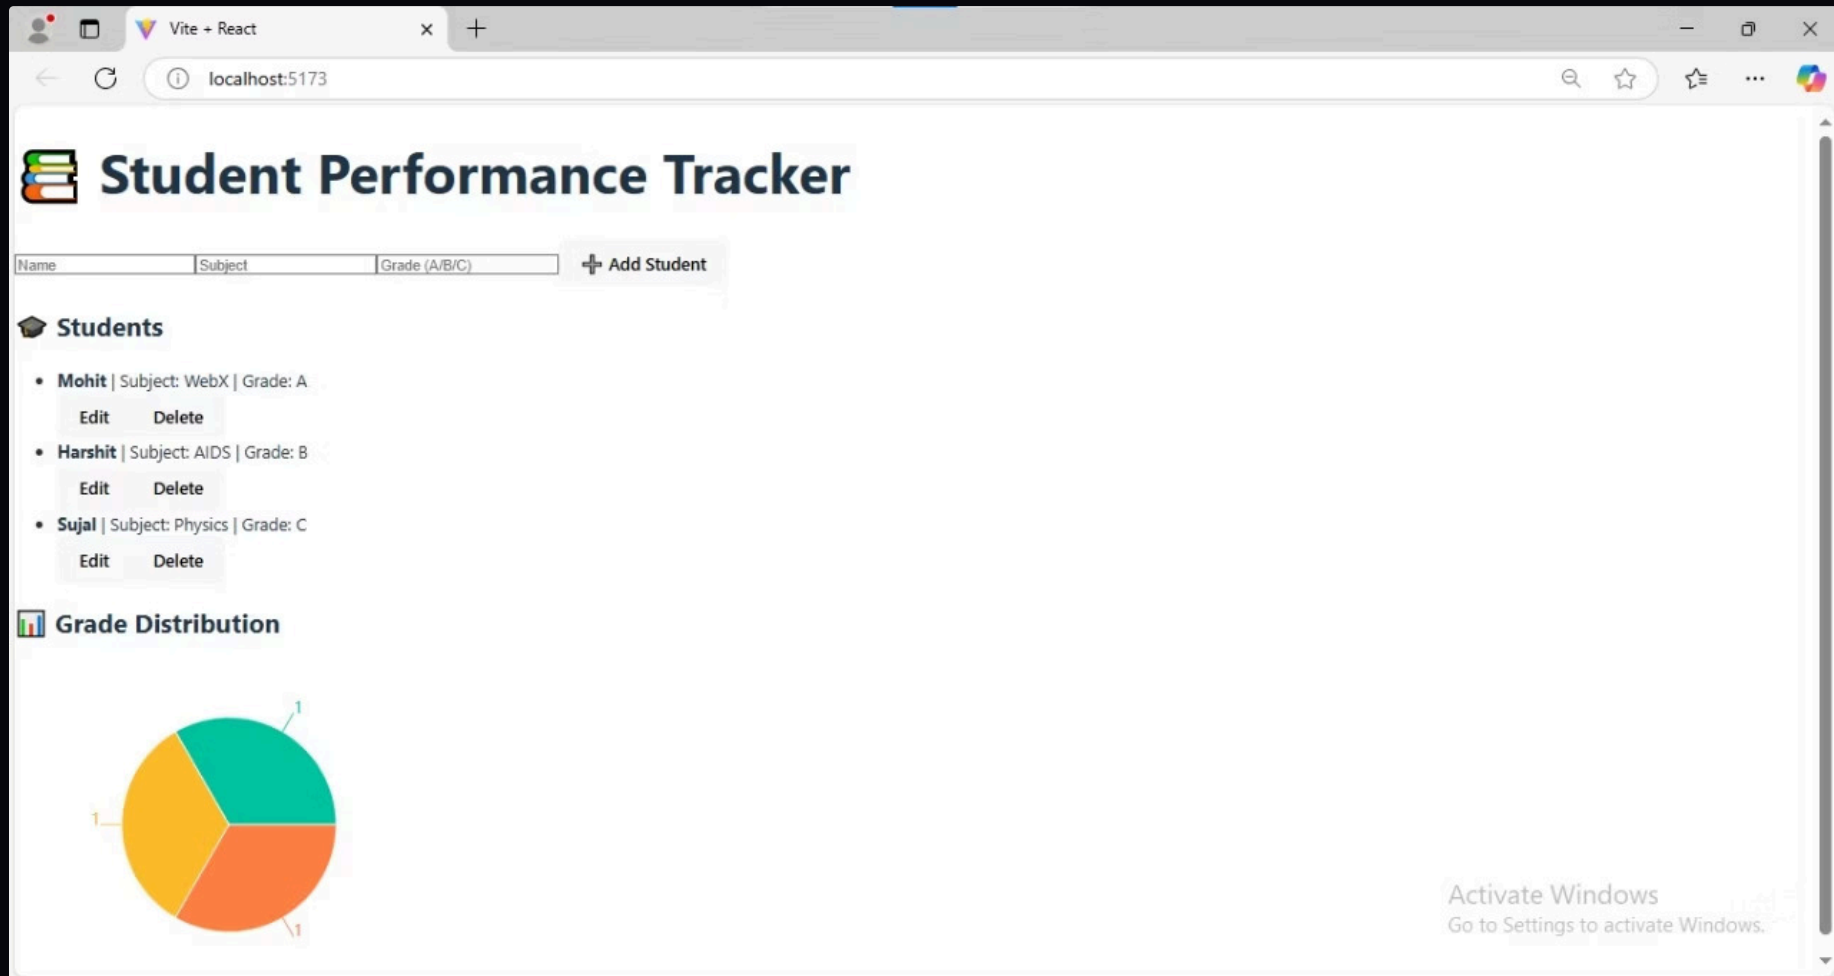 Vite + React
localhost:5173
Student Performance Tracker
Name Subject Grade (A/B/C) Add Student
Students
Mohit | Subject: WebX | Grade: A
Edit Delete
Harshit | Subject: AIDS | Grade: B
Edit Delete
Sujal | Subject: Physics | Grade: C
Edit Delete
Grade Distribution
1
1
1
Activate Windows
Go to Settings to activate Windows.